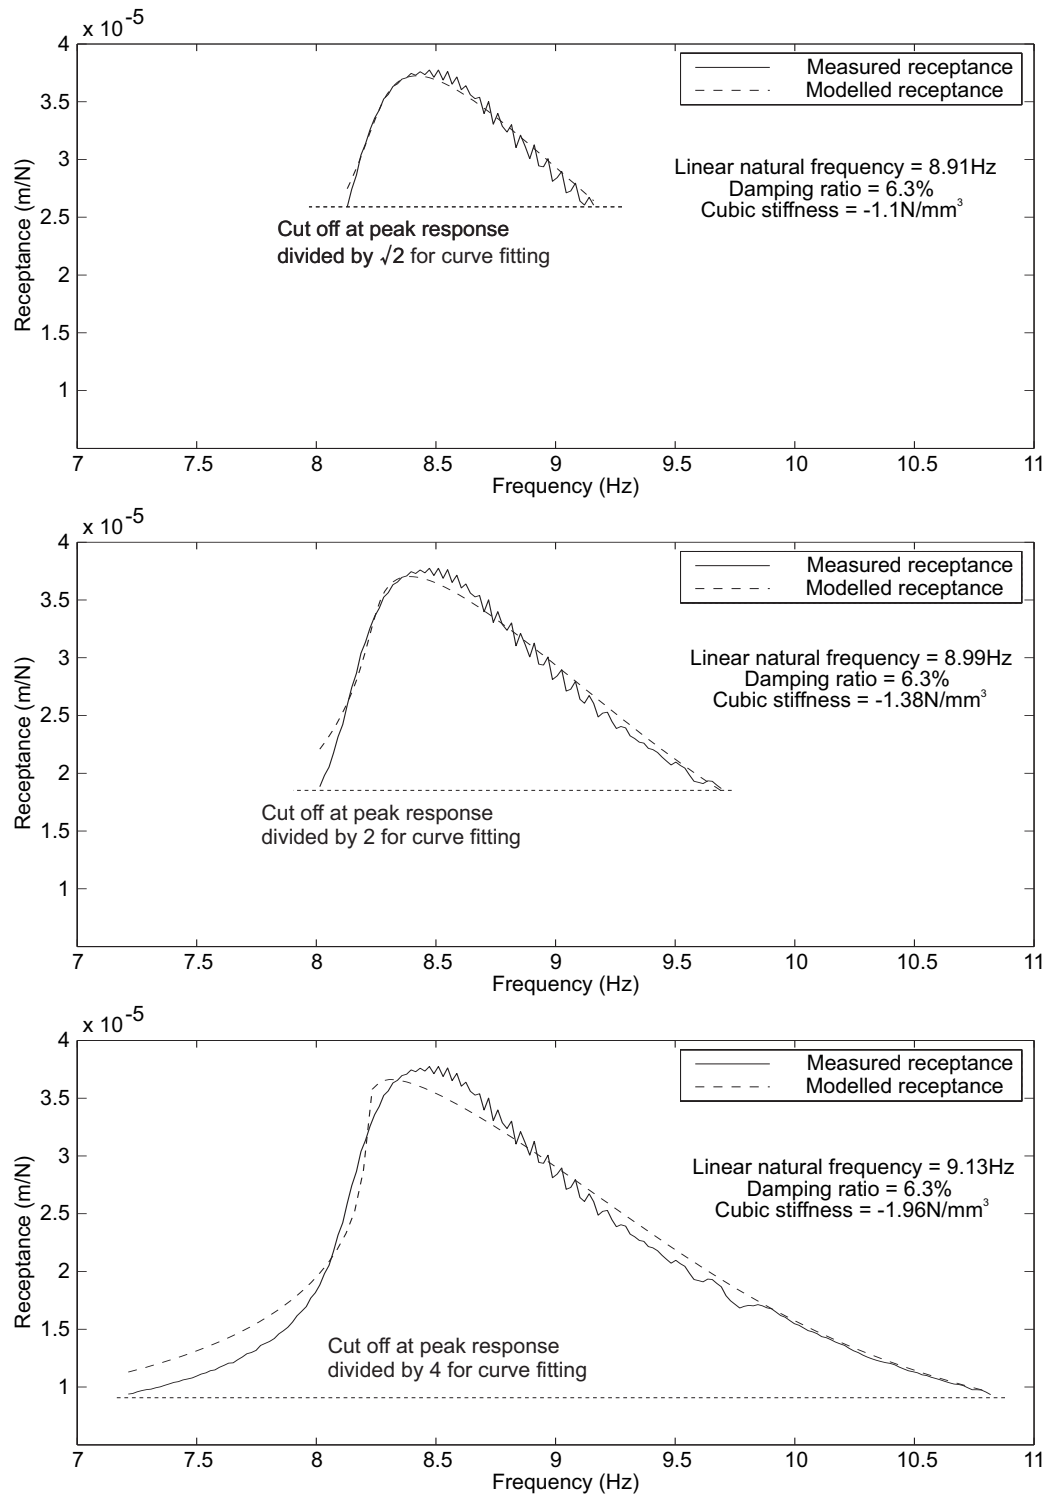 x 10-5
4
3.5
3
2.5
2
1.5
1
Receptance (m/N)
Measured receptance
Modelled receptance
Linear natural frequency = 8.91Hz
Damping ratio = 6.3%
Cubic stiffness = -1.1N/mm3
Cut off at peak response
divided by √2 for curve fitting
7 7.5 8 8.5 9 9.5 10 10.5 11
Frequency (Hz)
x 10-5
4
3.5
3
2.5
2
1.5
1
Receptance (m/N)
Measured receptance
Modelled receptance
Linear natural frequency = 8.99Hz
Damping ratio = 6.3%
Cubic stiffness = -1.38N/mm3
Cut off at peak response
divided by 2 for curve fitting
7 7.5 8 8.5 9 9.5 10 10.5 11
Frequency (Hz)
x 10-5
4
3.5
3
2.5
2
1.5
1
Receptance (m/N)
Measured receptance
Modelled receptance
Linear natural frequency = 9.13Hz
Damping ratio = 6.3%
Cubic stiffness = -1.96N/mm3
Cut off at peak response
divided by 4 for curve fitting
7 7.5 8 8.5 9 9.5 10 10.5 11
Frequency (Hz)